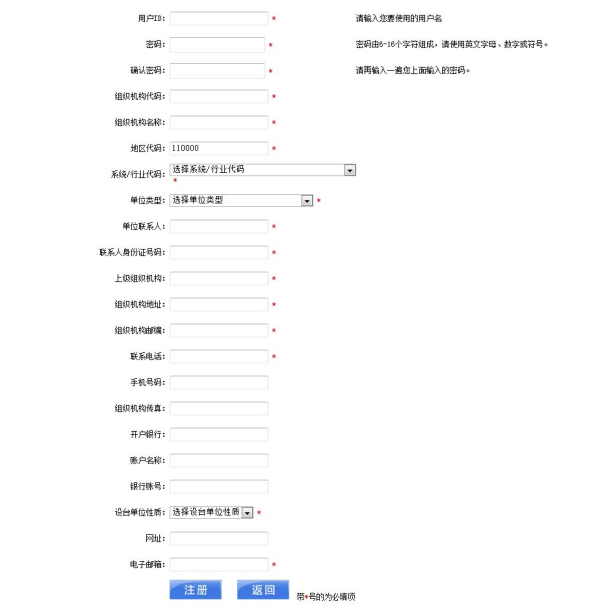 用户ID: * 请输入您要使用的用户名
密码: * 密码由6-16个字符组成，请使用英文字母、数字或符号。
确认密码: * 请再输入一遍您上面输入的密码。
组织机构代码: *
组织机构名称: *
地区代码: 110000 *
系统/行业代码: 选择系统/行业代码
*
单位类型: 选择单位类型 *
单位联系人: *
联系人身份证号码: *
上级组织机构: *
组织机构地址: *
组织机构邮编: *
联系电话: *
手机号码:
组织机构传真:
开户银行:
账户名称:
银行账号:
设台单位性质: 选择设台单位性质 *
网址:
电子邮箱: *
注册 返回 带*号的为必填项